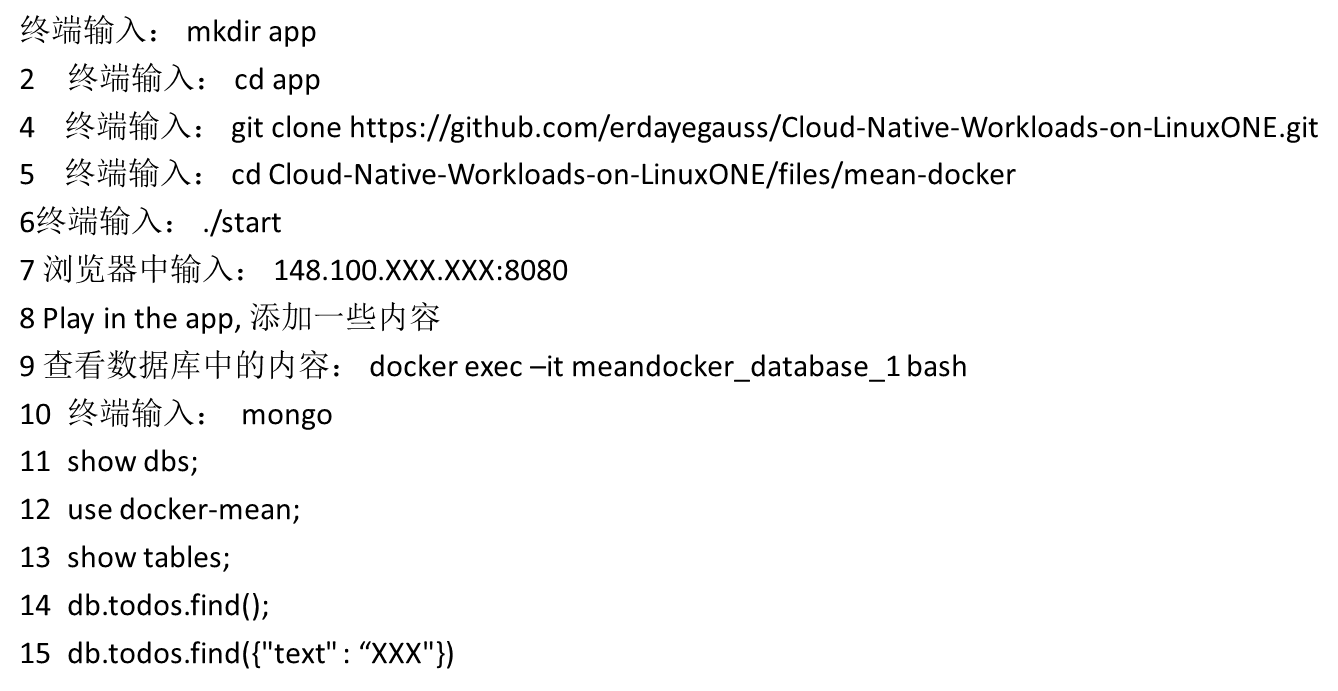 终端输入： mkdir app
2 终端输入： cd app
4 终端输入： git clone https://github.com/erdayegauss/Cloud-Native-Workloads-on-LinuxONE.git
5 终端输入： cd Cloud-Native-Workloads-on-LinuxONE/files/mean-docker
6终端输入： ./start
7 浏览器中输入： 148.100.XXX.XXX:8080
8 Play in the app, 添加一些内容
9 查看数据库中的内容： docker exec –it meandocker_database_1 bash
10 终端输入： mongo
11 show dbs;
12 use docker-mean;
13 show tables;
14 db.todos.find();
15 db.todos.find({"text" : “XXX"})